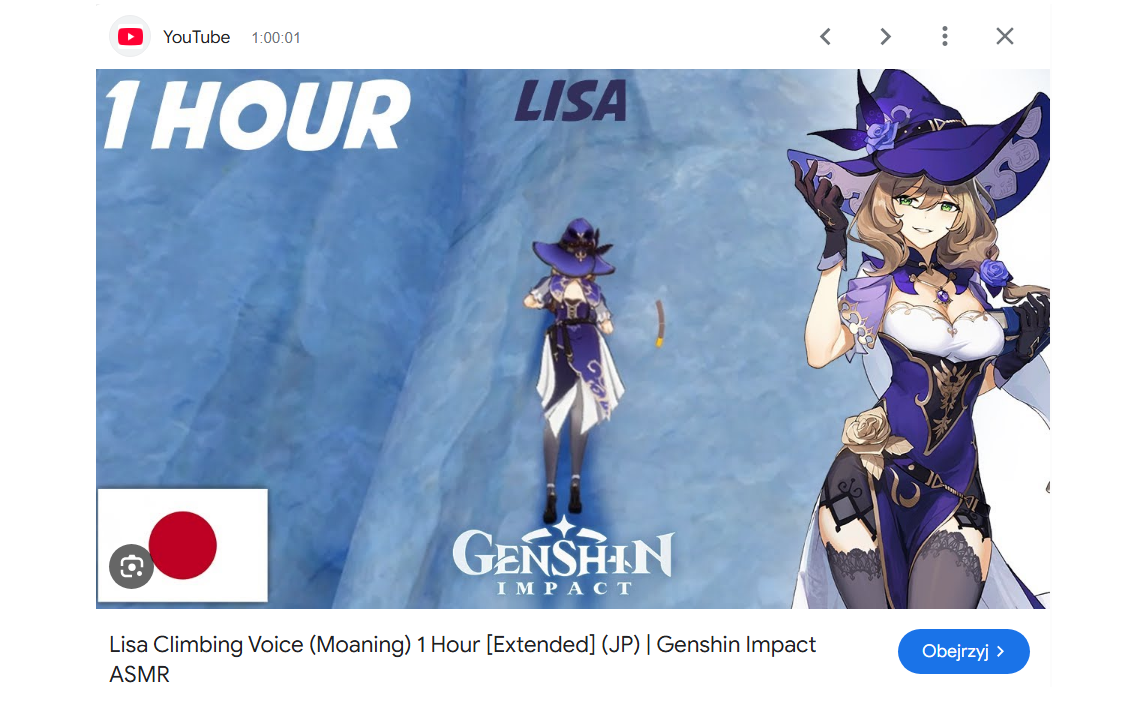 YouTube 1:00:01
1 HOUR
LISA
GENSHIN
IMPACT
Lisa Climbing Voice (Moaning) 1 Hour [Extended] (JP) | Genshin Impact
ASMR
Obejrzyj